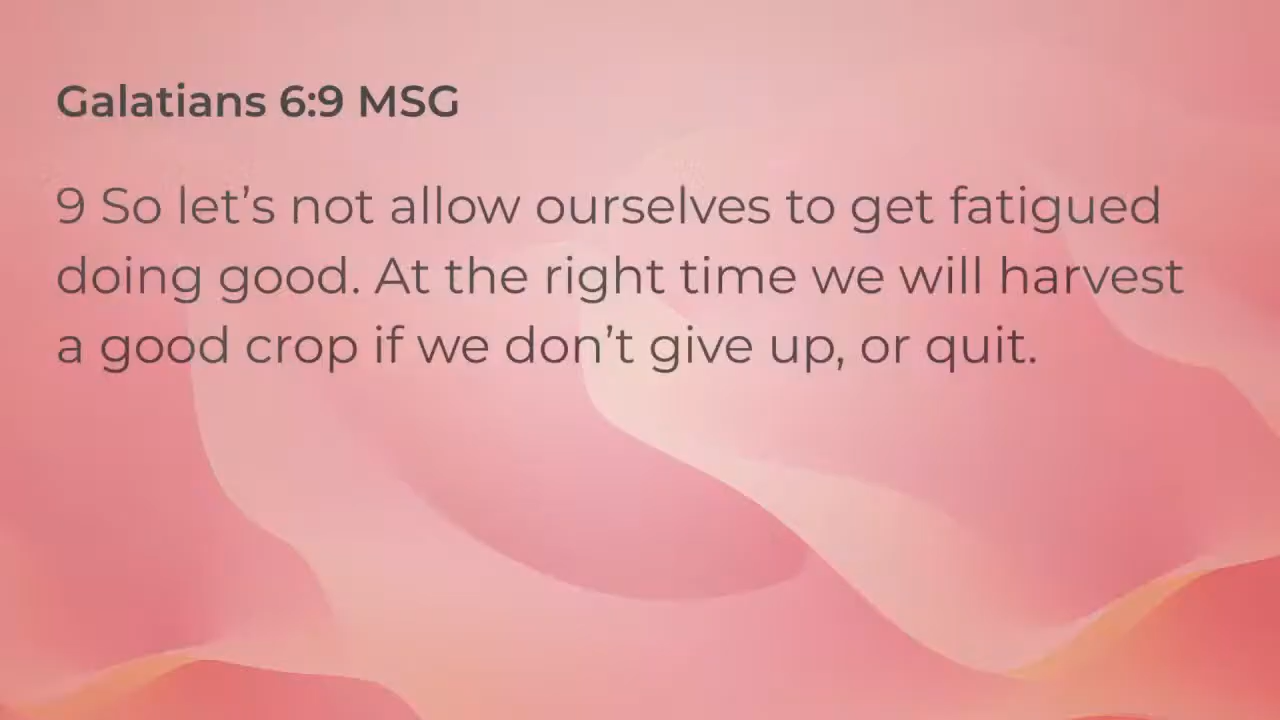 Galatians 6:9 MSG
9 So let’s not allow ourselves to get fatigued
doing good. At the right time we will harvest
a good crop if we don’t give up, or quit.